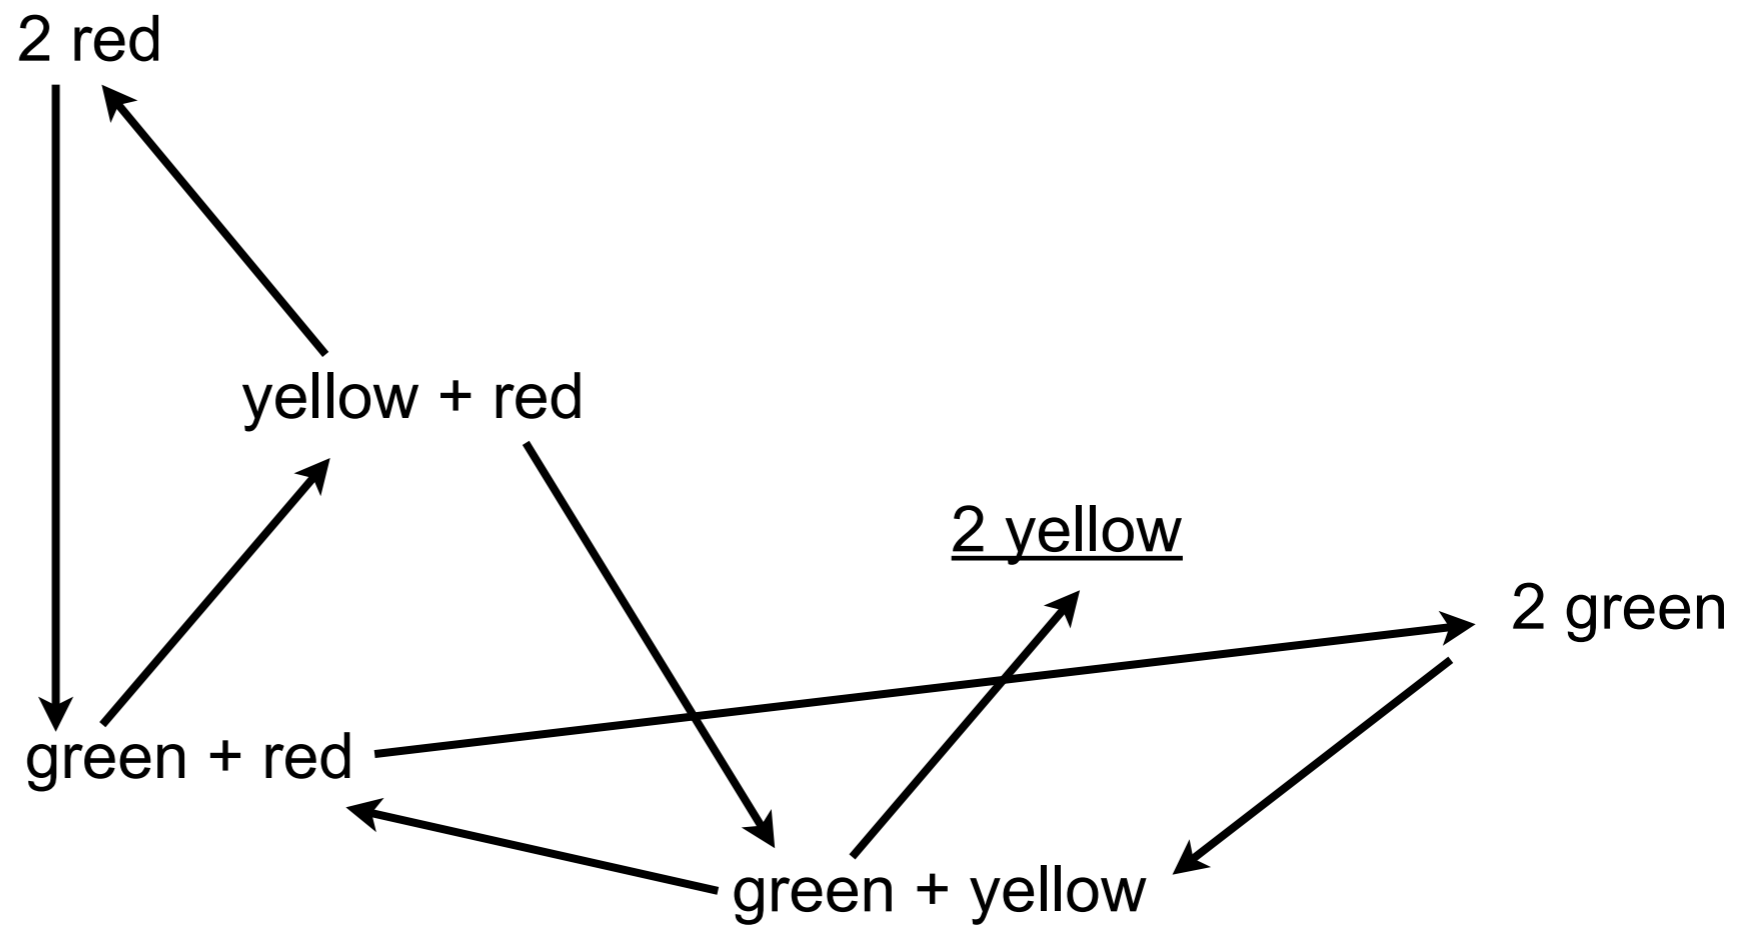 2 red
yellow + red
2 yellow
2 green
green + red
green + yellow